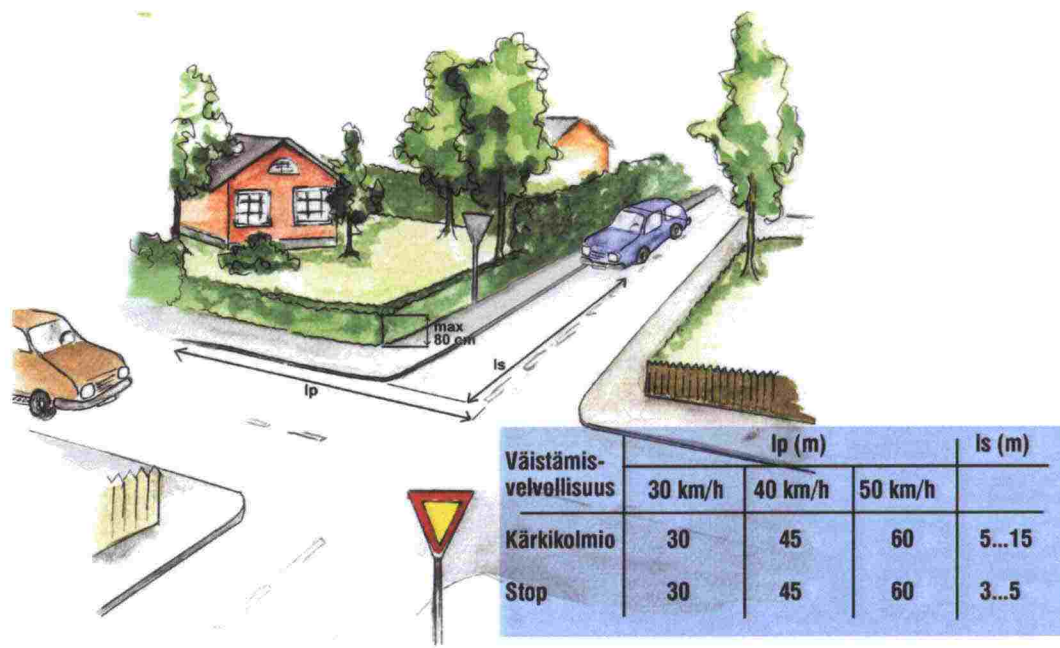 max
80 cm
ls
lp
Väistämis-
velvollisuus
lp (m)
ls (m)
30 km/h 40 km/h 50 km/h
Kärkikolmio 30 45 60 5...15
Stop 30 45 60 3...5